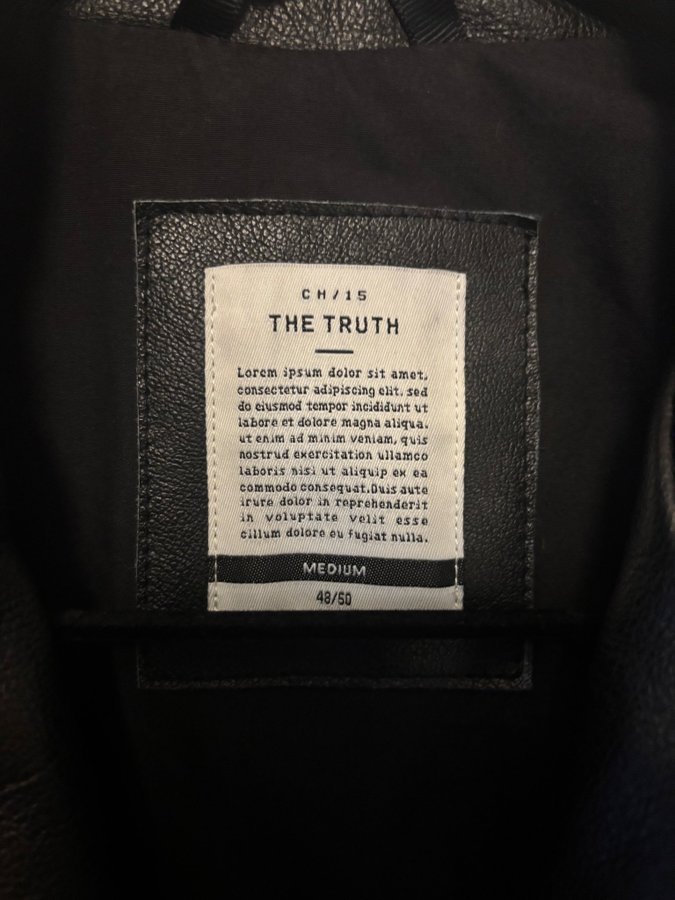 CH/15
THE TRUTH
Lorem ipsum dolor sit amet,
consectetur adipiscing elit, sed
do eiusmod tempor incididunt ut
labore et dolore magna aliqua.
ut enim ad minim veniam, quis
nostrud exercitation ullamco
laboris nisi ut aliquip ex ea
commodo consequat.Duis aute
irure dolor in reprehenderit
in voluptate velit esse
cillum dolore eu fugiat nulla.
MEDIUM
48/50